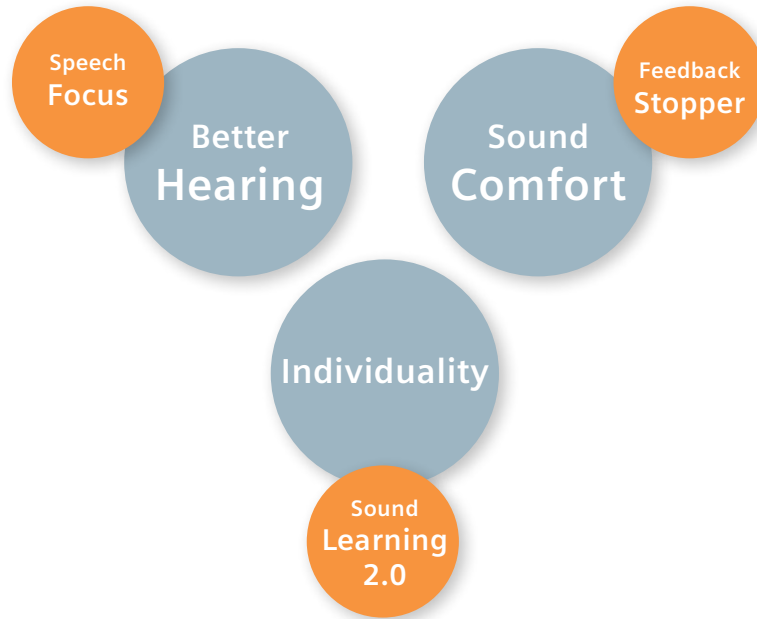 Speech
Focus
Better
Hearing
Sound
Comfort
Feedback
Stopper
Individuality
Sound
Learning
2.0